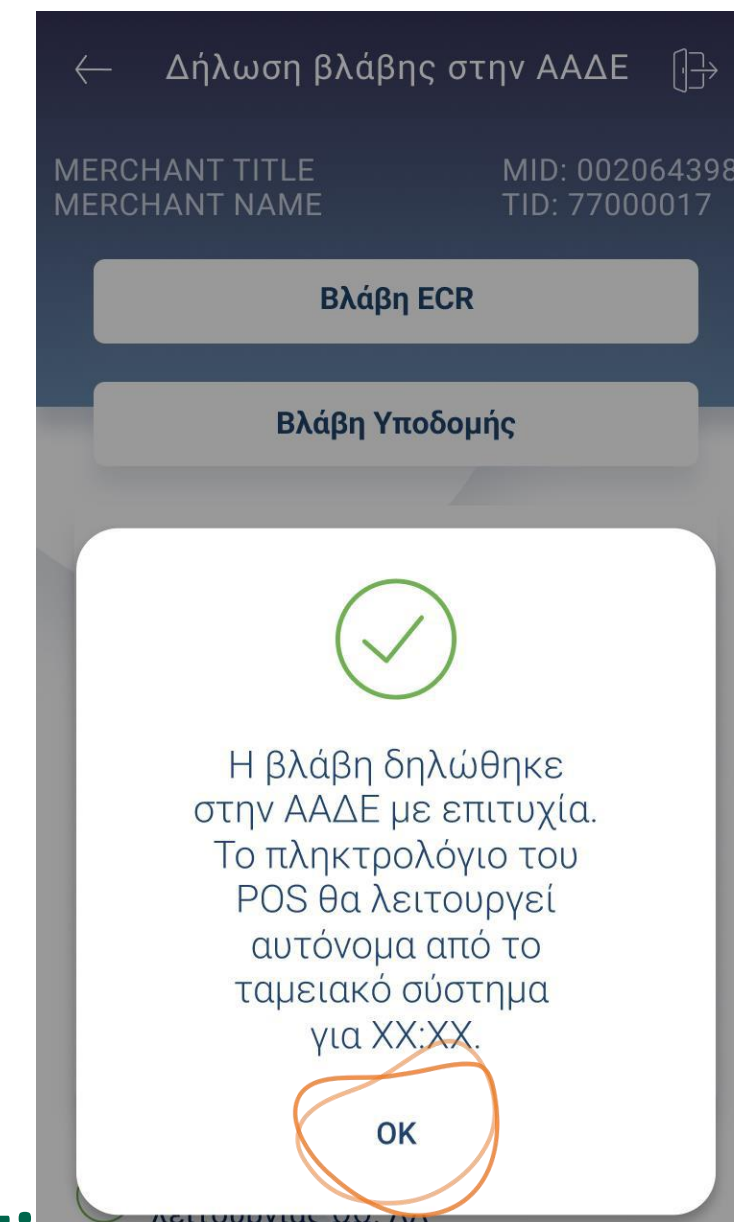 Δήλωση βλάβης στην ΑΑΔΕ
MERCHANT TITLE MID: 002064398
MERCHANT NAME TID: 77000017
Βλάβη ECR
Βλάβη Υποδομής
Η βλάβη δηλώθηκε
στην ΑΑΔΕ με επιτυχία.
Το πληκτρολόγιο του
POS θα λειτουργεί
αυτόνομα από το
ταμειακό σύστημα
για XX:XX.
OK